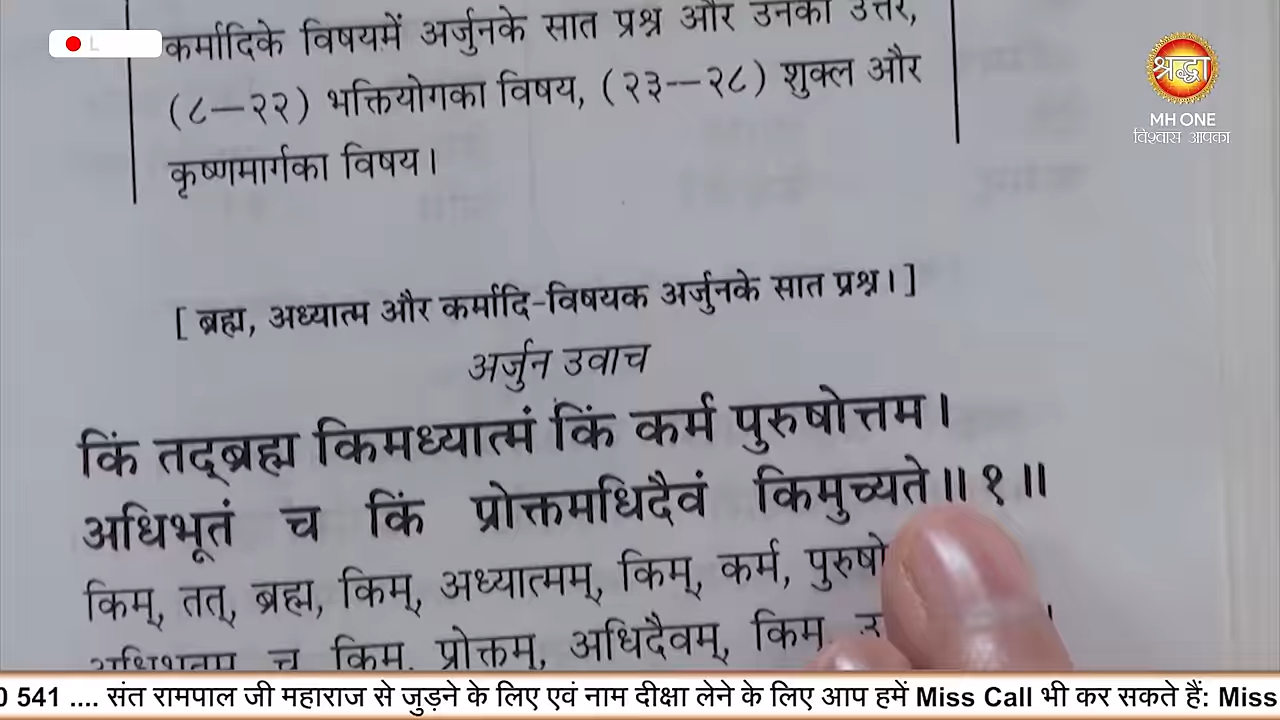 कर्मादिके विषयमें अर्जुनके सात प्रश्न और उनका उत्तर,
(८—२२) भक्तियोगका विषय, (२३—२८) शुक्ल और
कृष्णमार्गका विषय।
श्रद्धा
MH ONE
विश्वास आपका
[ ब्रह्म, अध्यात्म और कर्मादि-विषयक अर्जुनके सात प्रश्न। ]
अर्जुन उवाच
किं तद्ब्रह्म किमध्यात्मं किं कर्म पुरुषोत्तम।
अधिभूतं च किं प्रोक्तमधिदैवं किमुच्यते॥१॥
किम्, तत्, ब्रह्म, किम्, अध्यात्मम्, किम्, कर्म, पुरुषो
च, किम्, प्रोक्तम्, अधिदैवम्, किम्
0 541 .... संत रामपाल जी महाराज से जुड़ने के लिए एवं नाम दीक्षा लेने के लिए आप हमें Miss Call भी कर सकते हैं: Miss